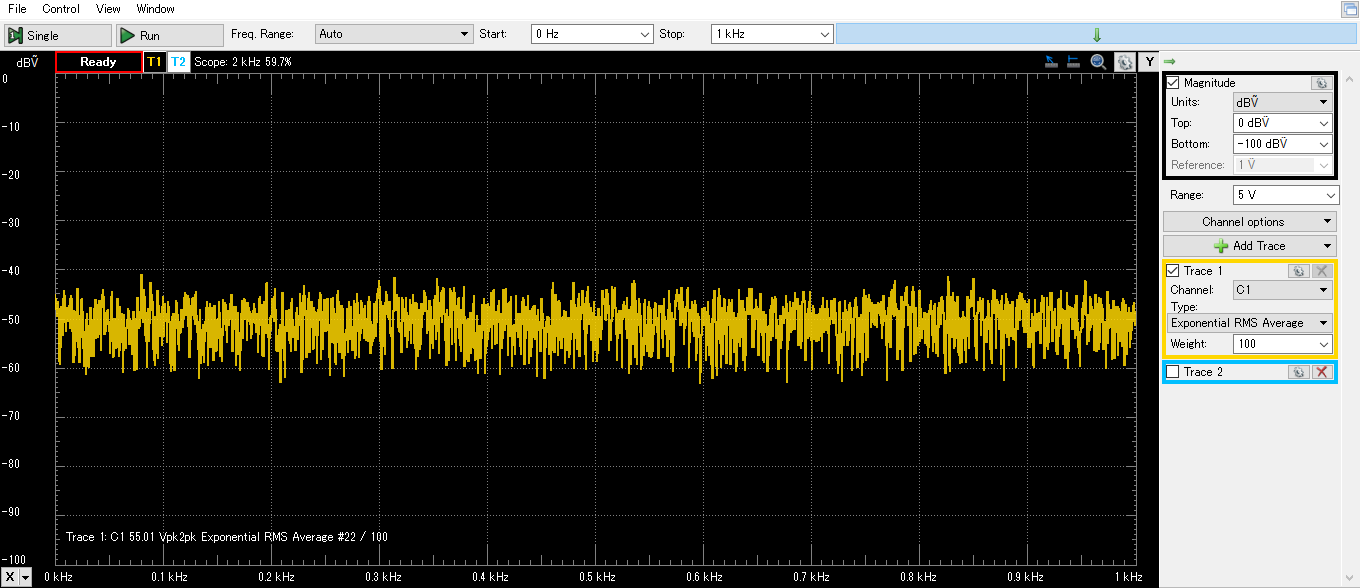 File Control View Window
Single Run Freq. Range: Auto Start: 0 Hz Stop: 1 kHz
dBṼ Ready T1 T2 Scope: 2 kHz 59.7% Y
0
-10
-20
-30
-40
-50
-60
-70
-80
-90
-100
Trace 1: C1 55.01 Vpk2pk Exponential RMS Average #22 / 100
X 0 kHz 0.1 kHz 0.2 kHz 0.3 kHz 0.4 kHz 0.5 kHz 0.6 kHz 0.7 kHz 0.8 kHz 0.9 kHz 1 kHz
Magnitude
Units: dBṼ
Top: 0 dBṼ
Bottom: -100 dBṼ
Reference: 1 Ṽ
Range: 5 V
Channel options
Add Trace
Trace 1
Channel: C1
Type:
Exponential RMS Average
Weight: 100
Trace 2